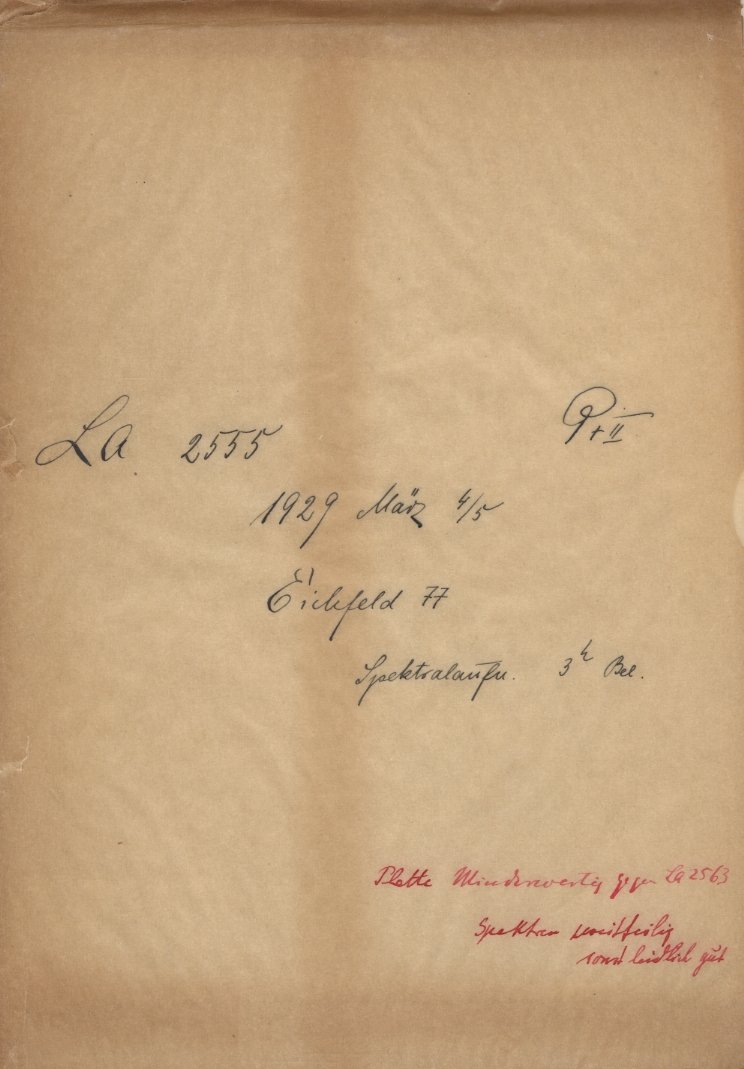 La 2555 P+II
1929 März 4/5
Eichfeld 77
Spektralaufn. 3h Bel.
Platte Minderwertig gegen La 2563
Spektren zweiteilig
sonst leidlich gut